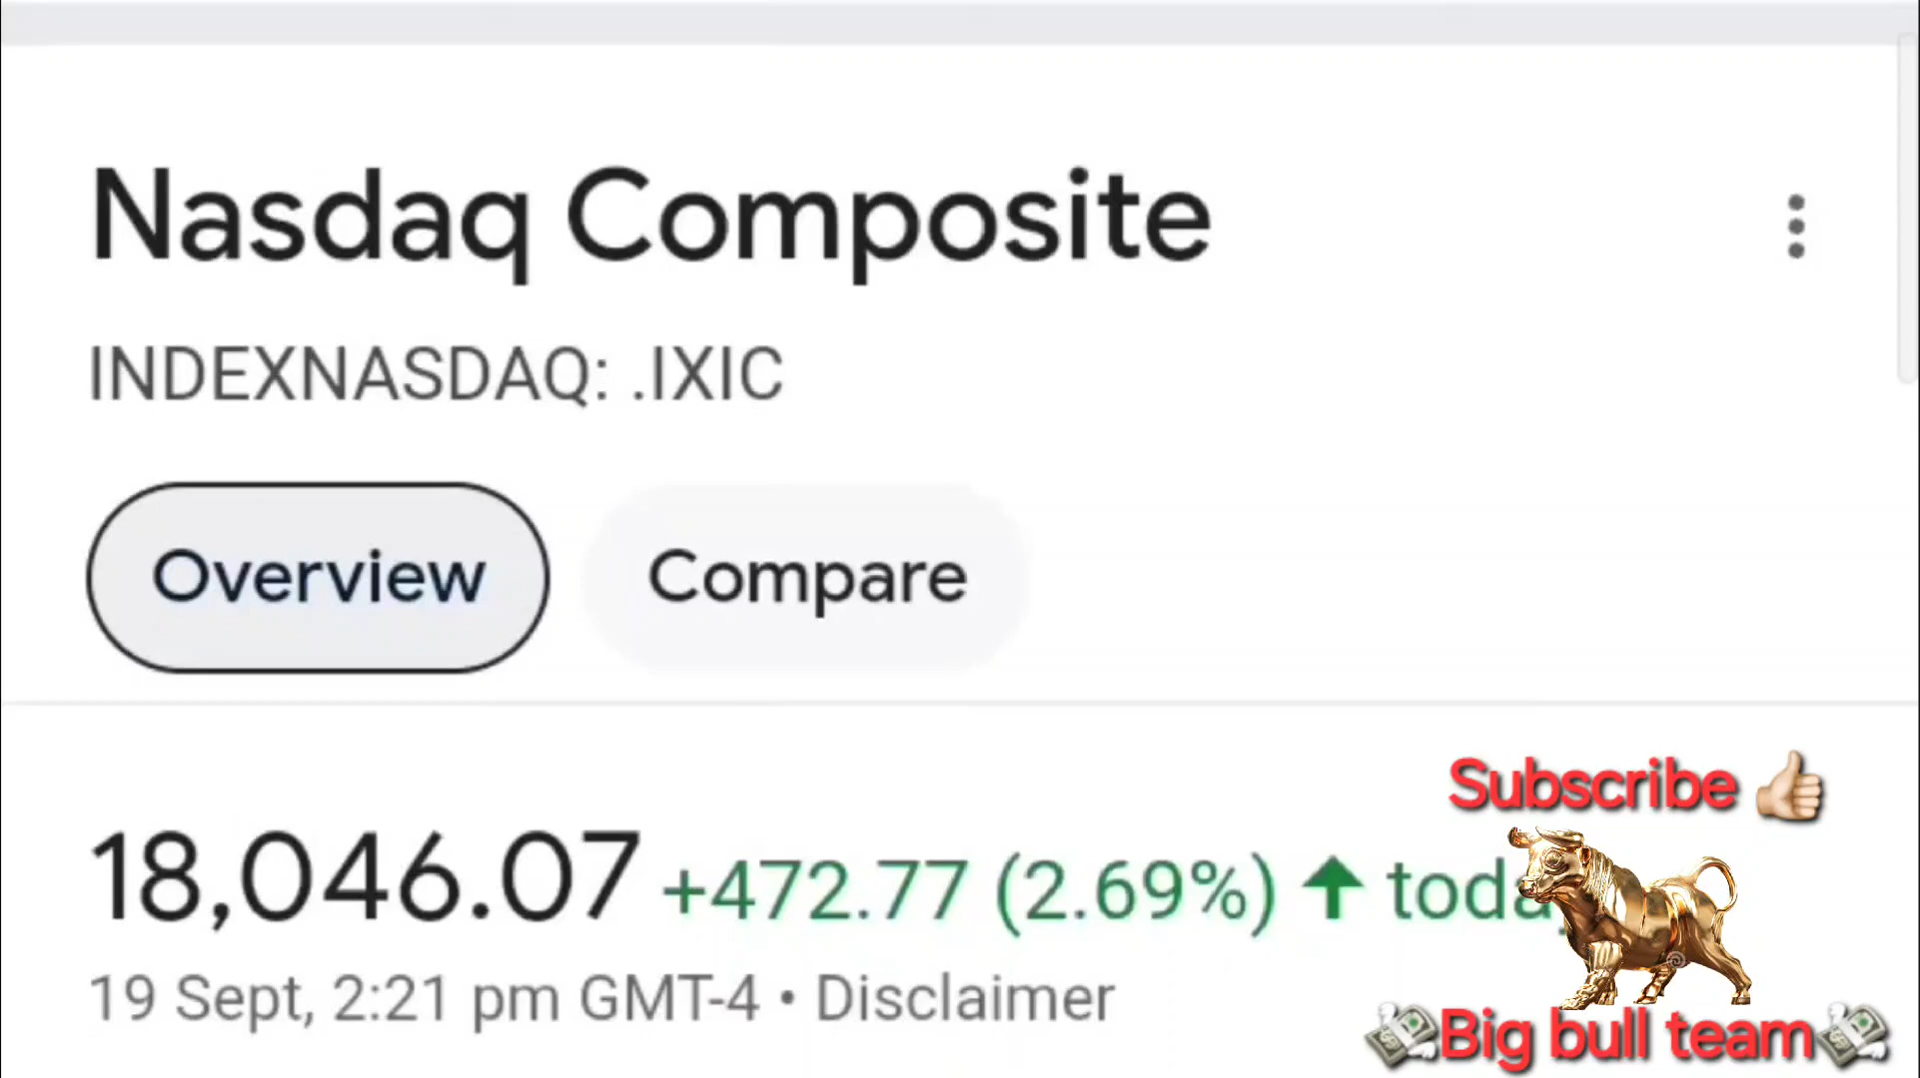 Nasdaq Composite
INDEXNASDAQ: .IXIC
Overview
Compare
18,046.07 +472.77 (2.69%) ↑
19 Sept, 2:21 pm GMT-4 • Disclaimer
Subscribe 👍
💸Big bull team💸